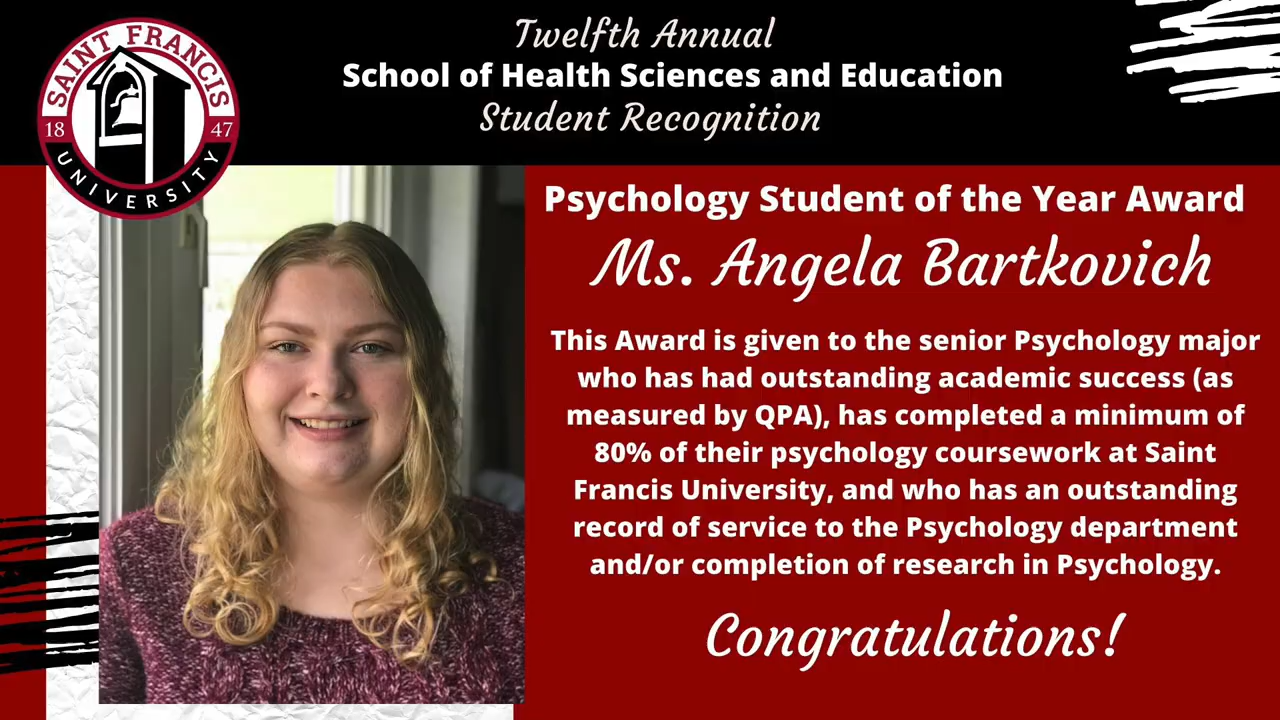 SAINT FRANCIS
18 47
UNIVERSITY
Twelfth Annual
School of Health Sciences and Education
Student Recognition
Psychology Student of the Year Award
Ms. Angela Bartkovich
This Award is given to the senior Psychology major
who has had outstanding academic success (as
measured by QPA), has completed a minimum of
80% of their psychology coursework at Saint
Francis University, and who has an outstanding
record of service to the Psychology department
and/or completion of research in Psychology.
Congratulations!